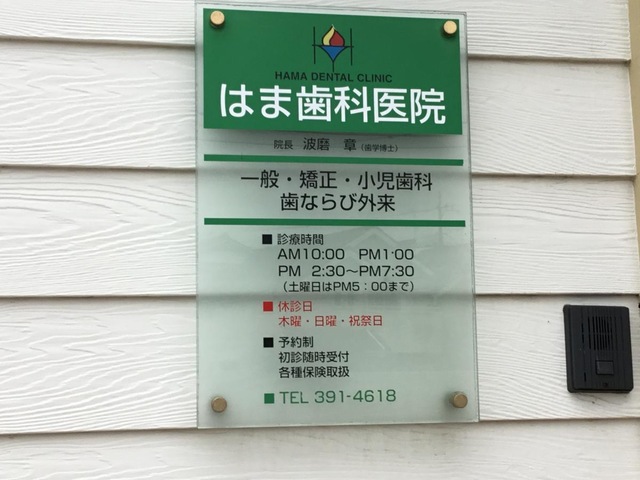 HAMA DENTAL CLINIC
はま歯科医院
院長 波磨 章（歯学博士）
一般・矯正・小児歯科
歯ならび外来
■ 診療時間
AM10:00 PM1:00
PM 2:30～PM7:30
（土曜日はPM5：00まで）
■ 休診日
木曜・日曜・祝祭日
■ 予約制
初診随時受付
各種保険取扱
■ TEL 391-4618